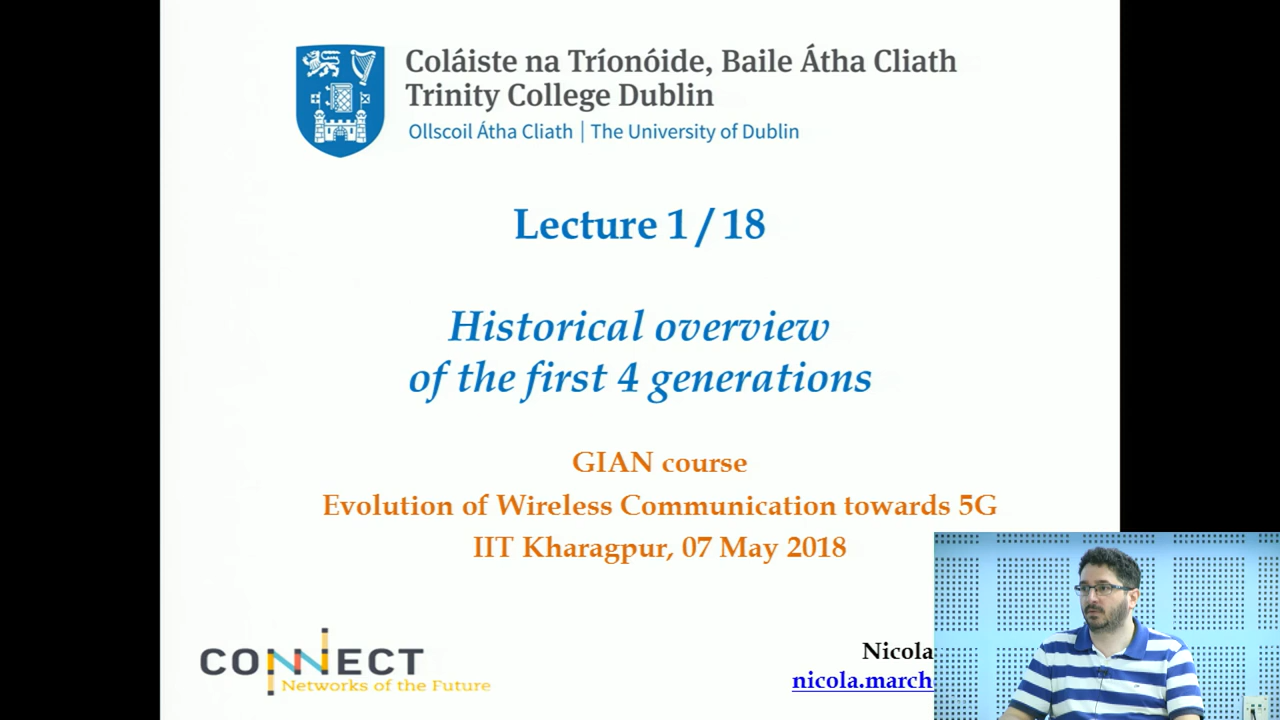 Coláiste na Tríonóide, Baile Átha Cliath
Trinity College Dublin
Ollscoil Átha Cliath | The University of Dublin
Lecture 1 / 18
Historical overview
of the first 4 generations
GIAN course
Evolution of Wireless Communication towards 5G
IIT Kharagpur, 07 May 2018
CONNECT
Networks of the Future
Nicola
nicola.march